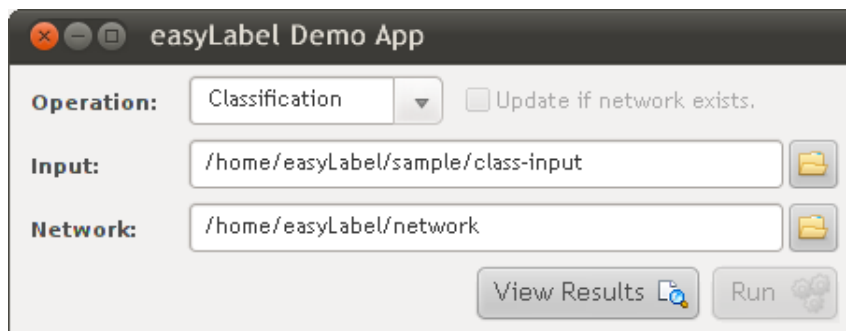 easyLabel Demo App
Operation: Classification Update if network exists.
Input: /home/easyLabel/sample/class-input
Network: /home/easyLabel/network
View Results Run